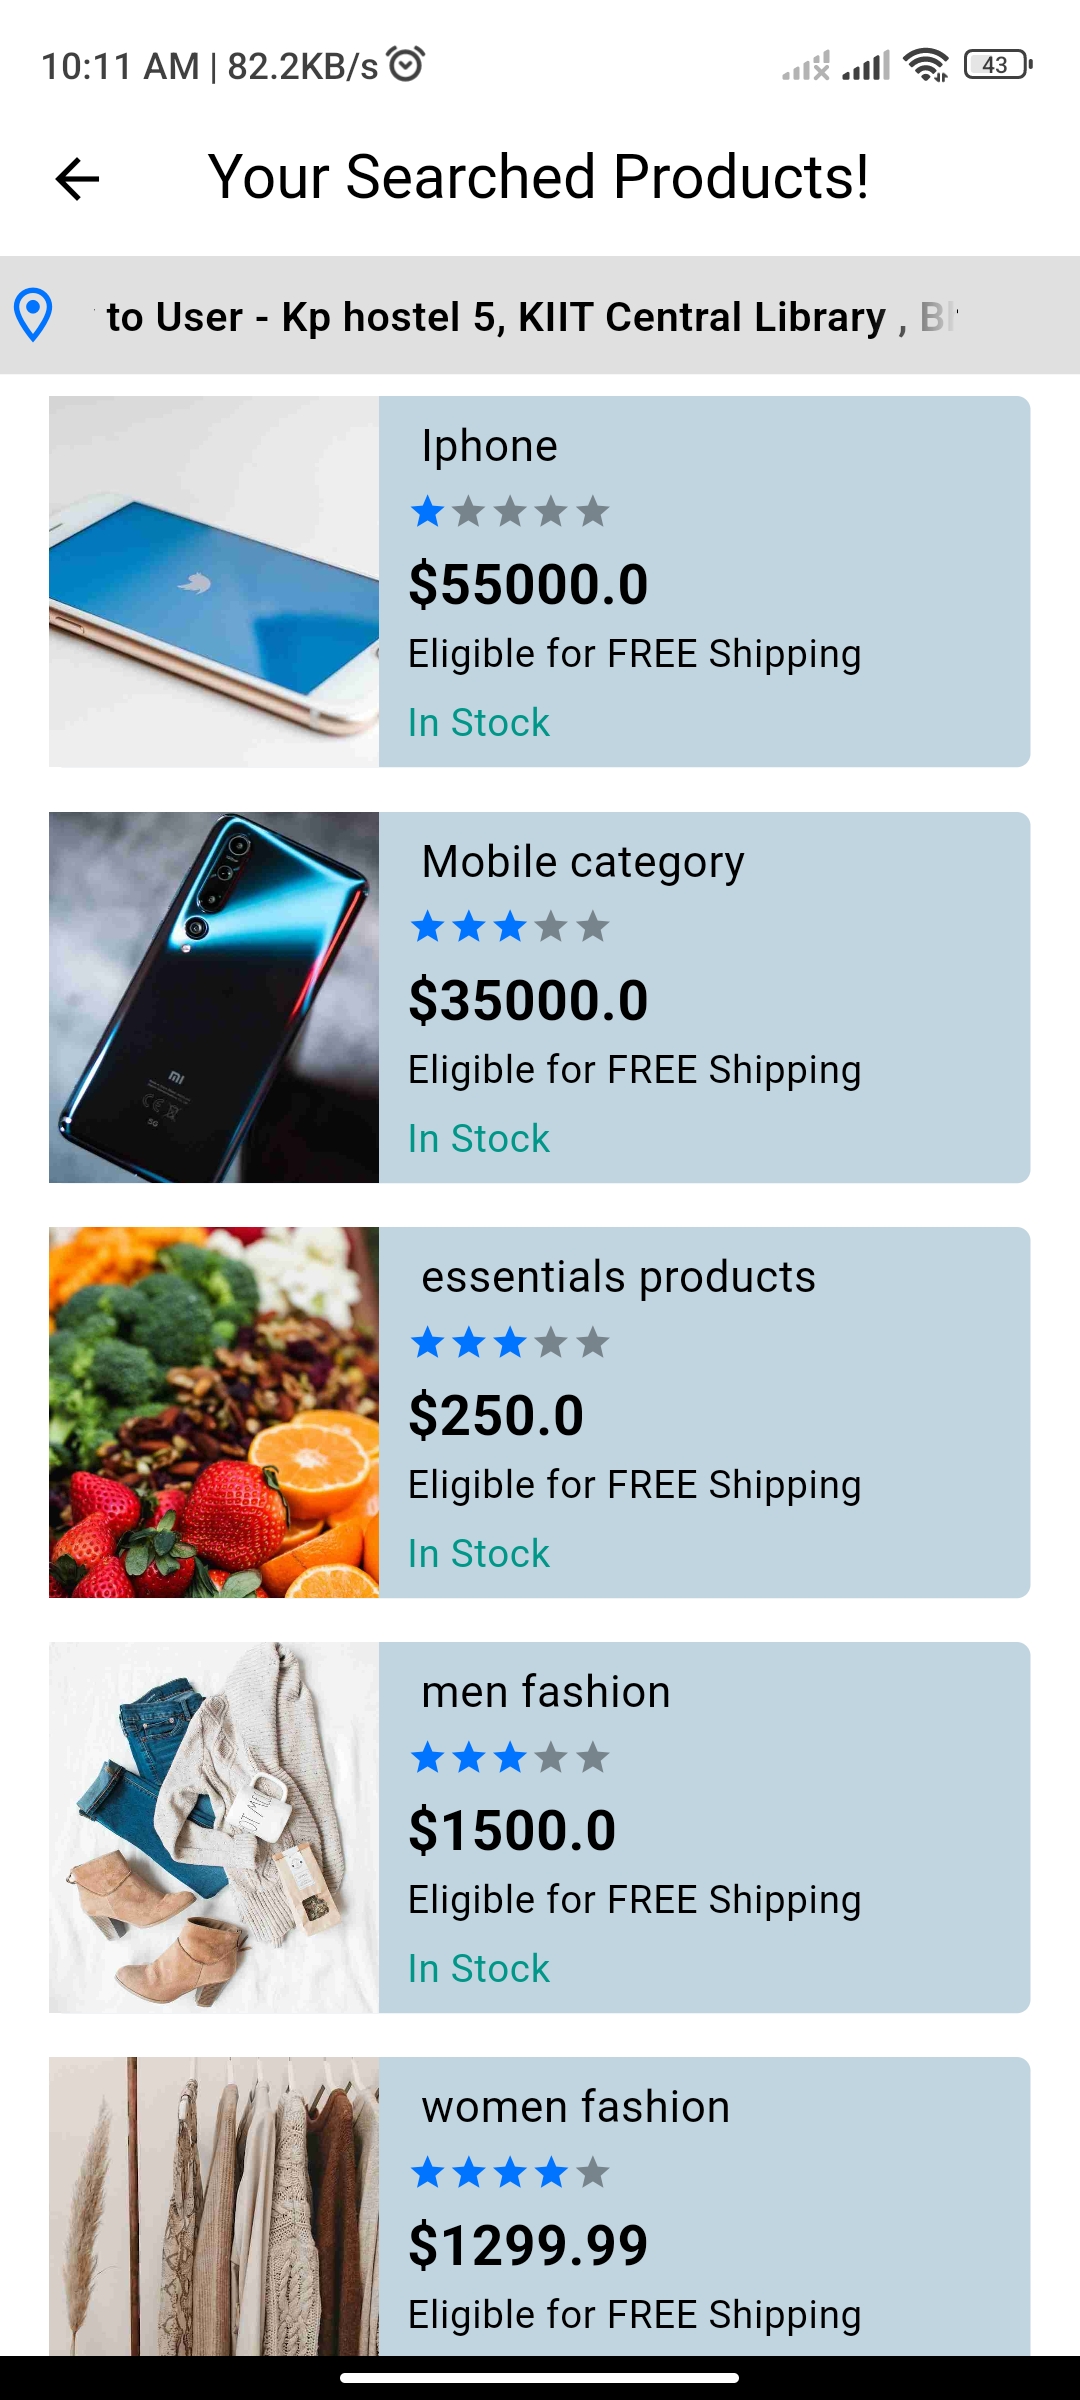 10:11 AM | 82.2KB/s
43
Your Searched Products!
to User - Kp hostel 5, KIIT Central Library ,
Iphone
$55000.0
Eligible for FREE Shipping
In Stock
Mobile category
$35000.0
Eligible for FREE Shipping
In Stock
mi
5G
essentials products
$250.0
Eligible for FREE Shipping
In Stock
men fashion
$1500.0
Eligible for FREE Shipping
In Stock
women fashion
$1299.99
Eligible for FREE Shipping